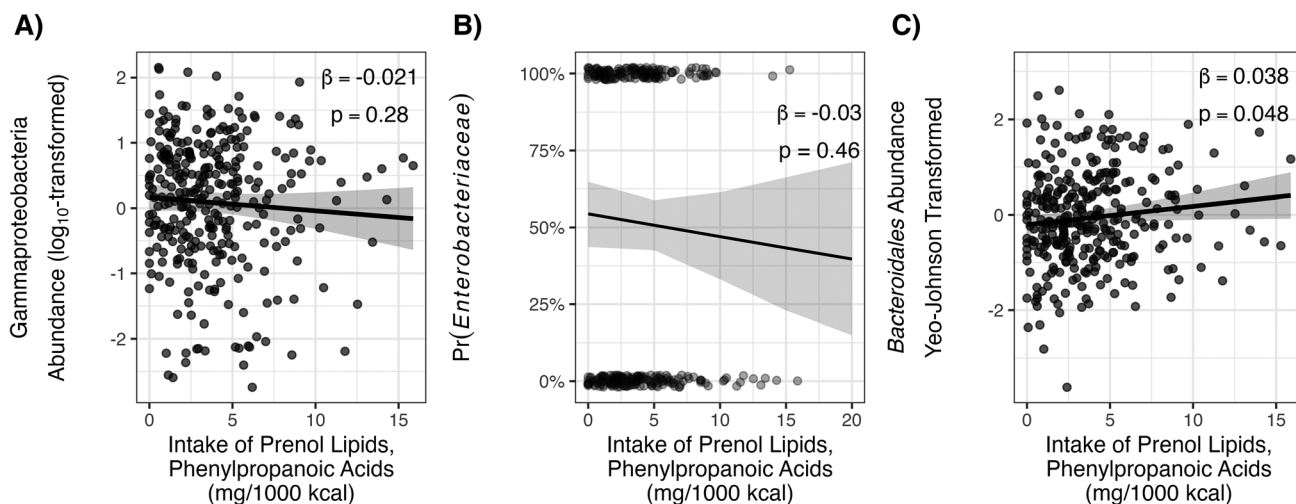 A)
Gammaproteobacteria
Abundance (log₁₀-transformed)
2
1
0
-1
-2
β = -0.021
p = 0.28
0
5
10
15
Intake of Prenol Lipids,
Phenylpropanoic Acids
(mg/1000 kcal)
B)
Pr(Enterobacteriaceae)
100%
75%
50%
25%
0%
β = -0.03
p = 0.46
0
5
10
15
20
Intake of Prenol Lipids,
Phenylpropanoic Acids
(mg/1000 kcal)
C)
Bacteroidales Abundance
Yeo-Johnson Transformed
2
0
-2
β = 0.038
p = 0.048
0
5
10
15
Intake of Prenol Lipids,
Phenylpropanoic Acids
(mg/1000 kcal)